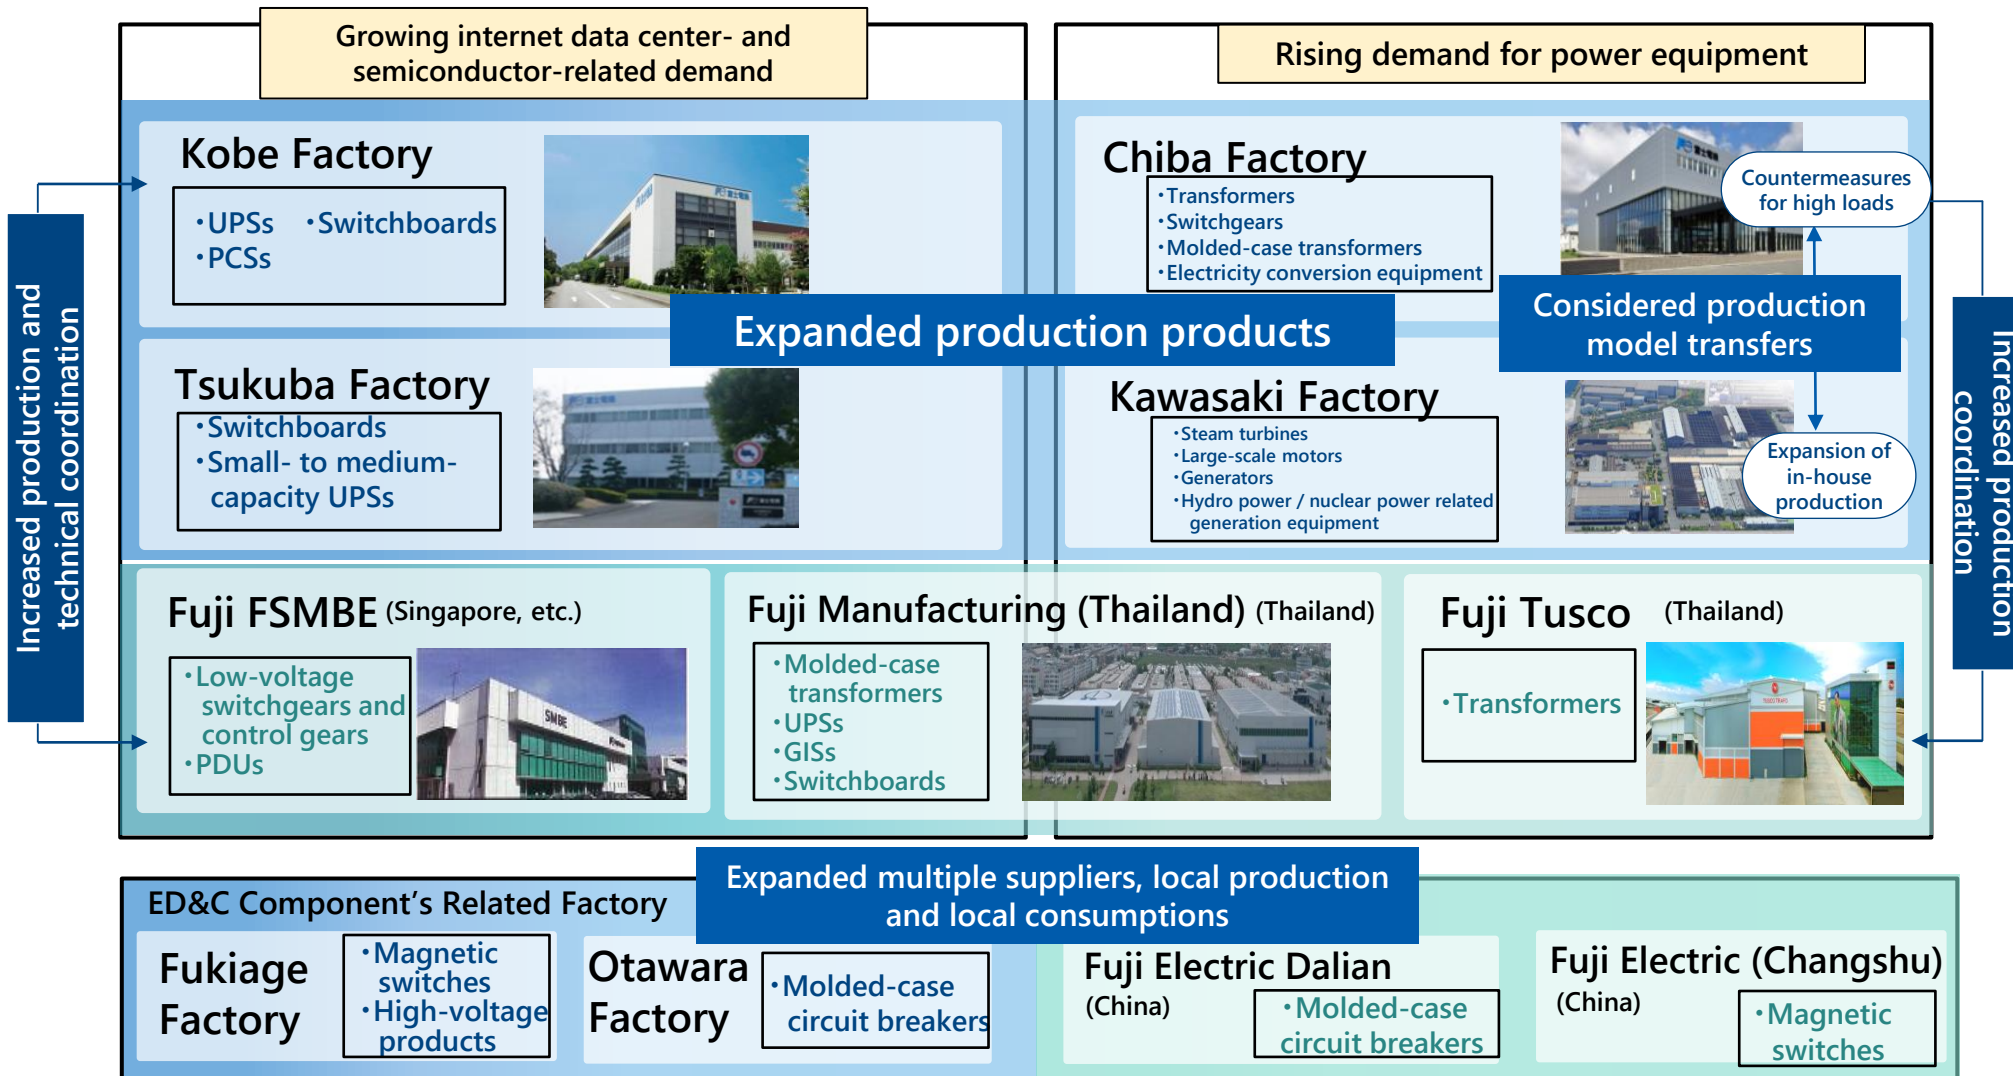 Growing internet data center- and
semiconductor-related demand
Rising demand for power equipment
Increased production and
technical coordination
Kobe Factory
・UPSs ・Switchboards
・PCSs
Chiba Factory
・Transformers
・Switchgears
・Molded-case transformers
・Electricity conversion equipment
Countermeasures
for high loads
Expanded production products
Considered production
model transfers
Increased production
coordination
Tsukuba Factory
・Switchboards
・Small- to medium-
capacity UPSs
Kawasaki Factory
・Steam turbines
・Large-scale motors
・Generators
・Hydro power / nuclear power related
generation equipment
Expansion of
in-house
production
Fuji FSMBE (Singapore, etc.)
・Low-voltage
switchgears and
control gears
・PDUs
SMBE
Fuji Manufacturing (Thailand) (Thailand)
・Molded-case
transformers
・UPSs
・GISs
・Switchboards
Fuji Tusco (Thailand)
・Transformers
Expanded multiple suppliers, local production
and local consumptions
ED&C Component's Related Factory
Fukiage
Factory
・Magnetic
switches
・High-voltage
products
Otawara
Factory
・Molded-case
circuit breakers
Fuji Electric Dalian
(China)
・Molded-case
circuit breakers
Fuji Electric (Changshu)
(China)
・Magnetic
switches